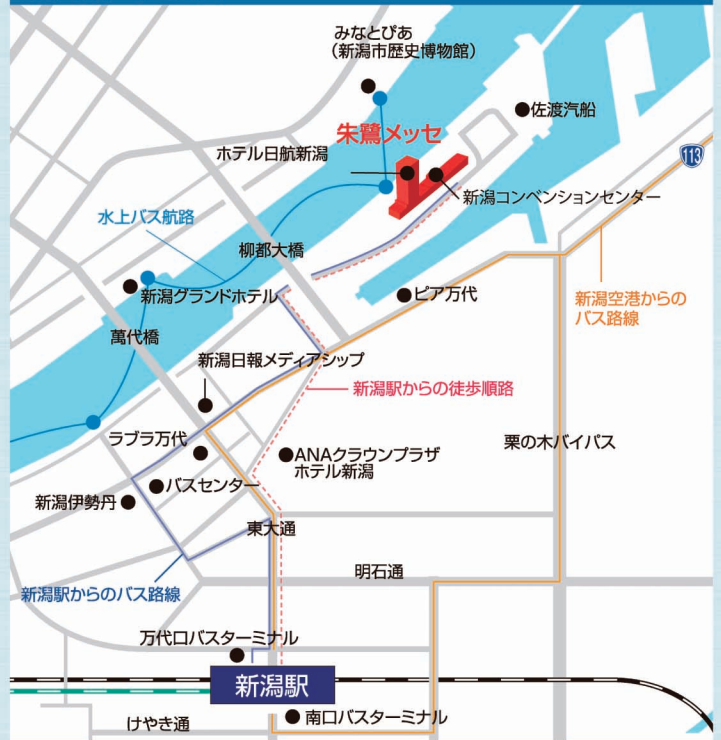 みなとぴあ
（新潟市歴史博物館）
佐渡汽船
朱鷺メッセ
ホテル日航新潟
113
新潟コンベンションセンター
水上バス航路
柳都大橋
新潟グランドホテル
ピア万代
新潟空港からの
バス路線
萬代橋
新潟日報メディアシップ
新潟駅からの徒歩順路
ラブラ万代
栗の木バイパス
ANAクラウンプラザ
ホテル新潟
バスセンター
新潟伊勢丹
東大通
明石通
新潟駅からのバス路線
万代口バスターミナル
新潟駅
南口バスターミナル
けやき通